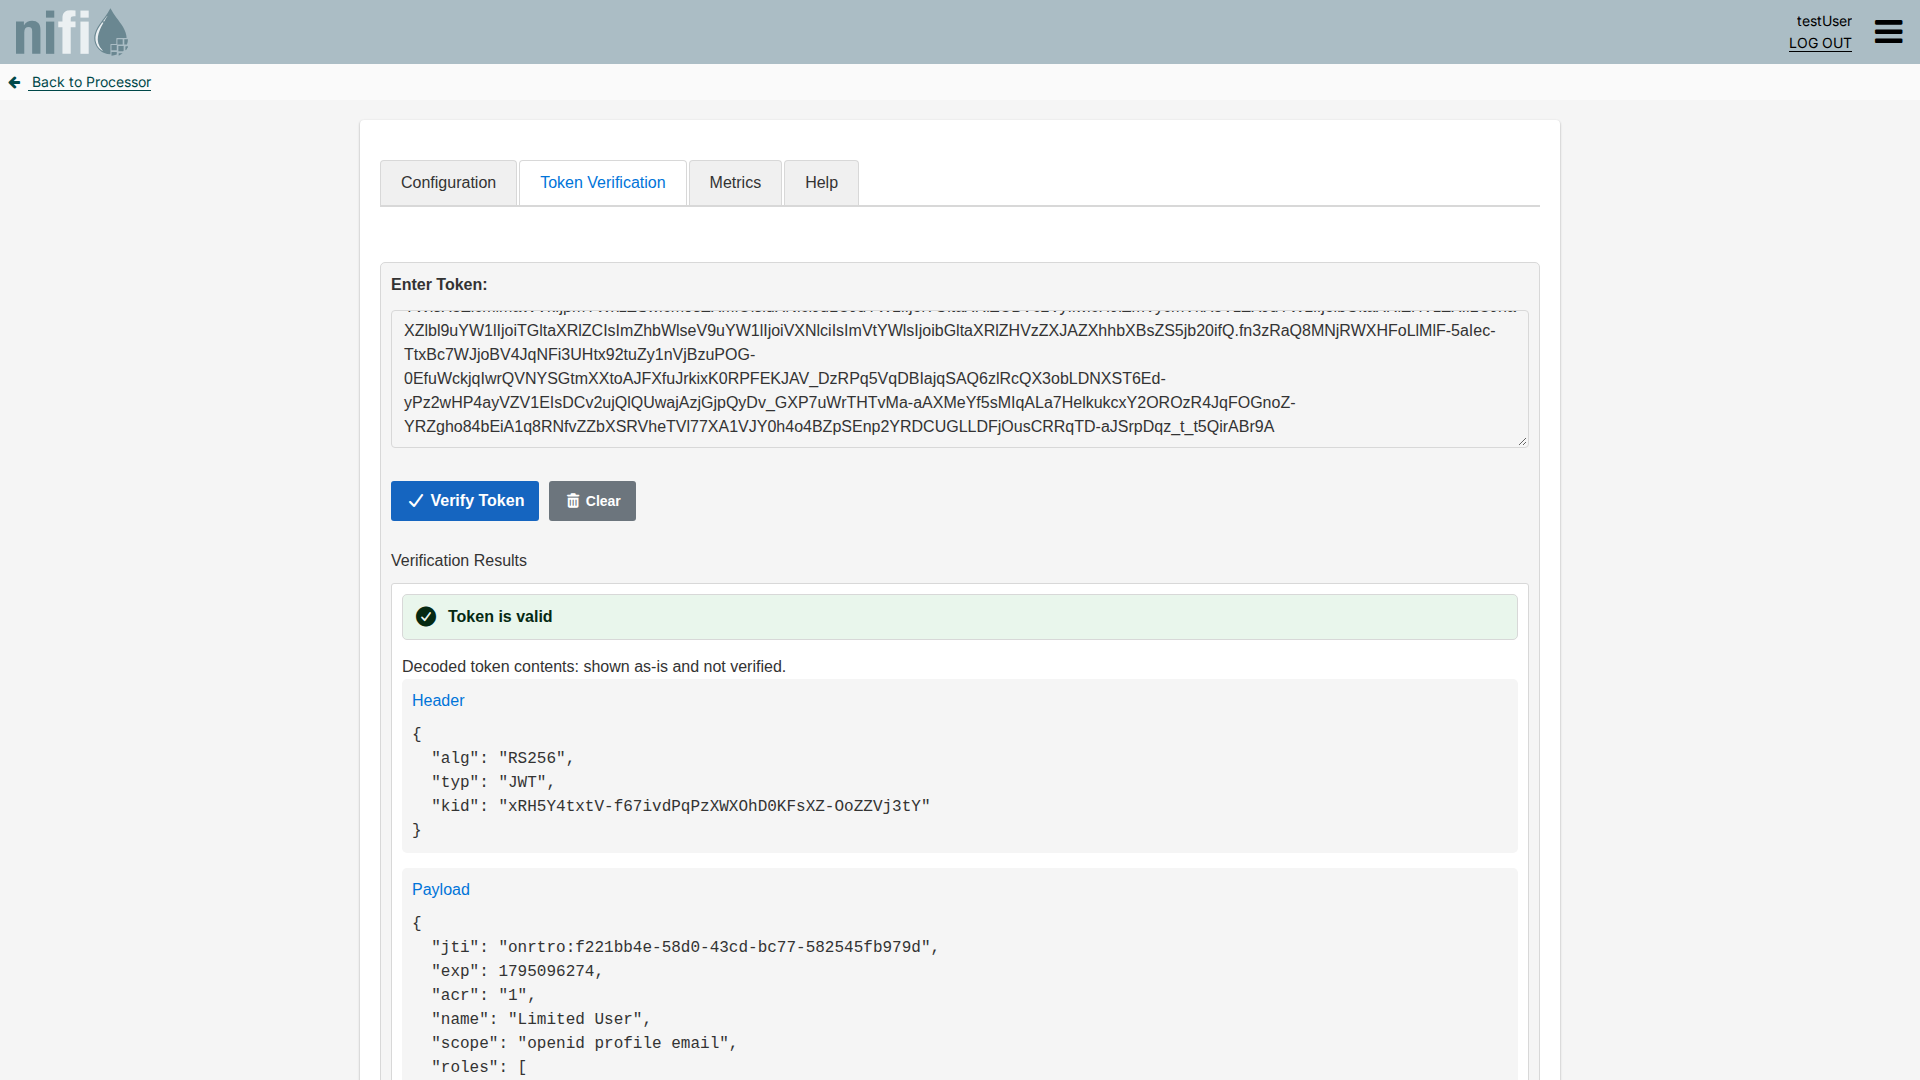 nifi
testUser
LOG OUT
Back to Processor
Configuration
Token Verification
Metrics
Help
Enter Token:
XZlbl9uYW1lIjoiTGltaXRlZCIsImZhbWlseV9uYW1lIjoiVXNlciIsImVtYWlsIjoibGltaXRlZHVzZXJAZXhhbXBsZS5jb20ifQ.fn3zRaQ8MNjRWXHFoLlMlF-5aIec-
TtxBc7WJjoBV4JqNFi3UHtx92tuZy1nVjBzuPOG-
0EfuWckjqIwrQVNYSGtmXXtoAJFXfuJrkixK0RPFEKJAV_DzRPq5VqDBIajqSAQ6zlRcQX3obLDNXST6Ed-
yPz2wHP4ayVZV1EIsDCv2ujQlQUwajAzjGjpQyDv_GXP7uWrTHTvMa-aAXMeYf5sMIqALa7HelkukcxY2OROzR4JqFOGnoZ-
YRZgho84bEiA1q8RNfvZZbXSRVheTVl77XA1VJY0h4o4BZpSEnp2YRDCUGLLDFjOusCRRqTD-aJSrpDqz_t_t5QirABr9A
Verify Token
Clear
Verification Results
Token is valid
Decoded token contents: shown as-is and not verified.
Header
{
"alg": "RS256",
"typ": "JWT",
"kid": "xRH5Y4txtV-f67ivdPqPzXWXOhD0KFsXZ-OoZZVj3tY"
}
Payload
{
"jti": "onrtro:f221bb4e-58d0-43cd-bc77-582545fb979d",
"exp": 1795096274,
"acr": "1",
"name": "Limited User",
"scope": "openid profile email",
"roles": [